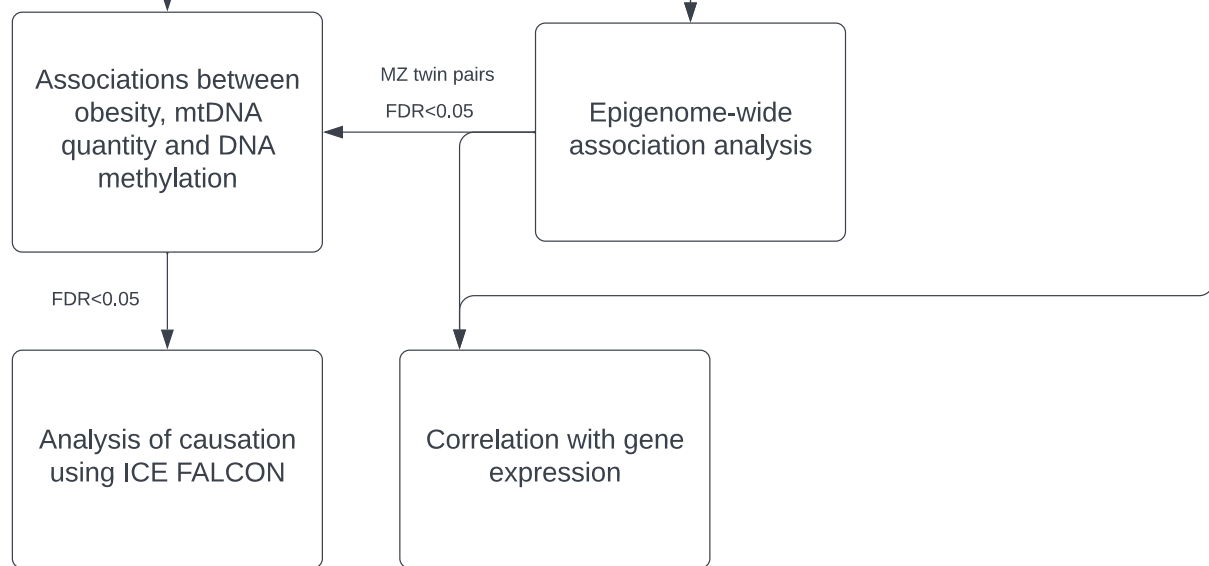 Associations between
obesity, mtDNA
quantity and DNA
methylation
MZ twin pairs
FDR<0.05
Epigenome-wide
association analysis
FDR<0.05
Analysis of causation
using ICE FALCON
Correlation with gene
expression